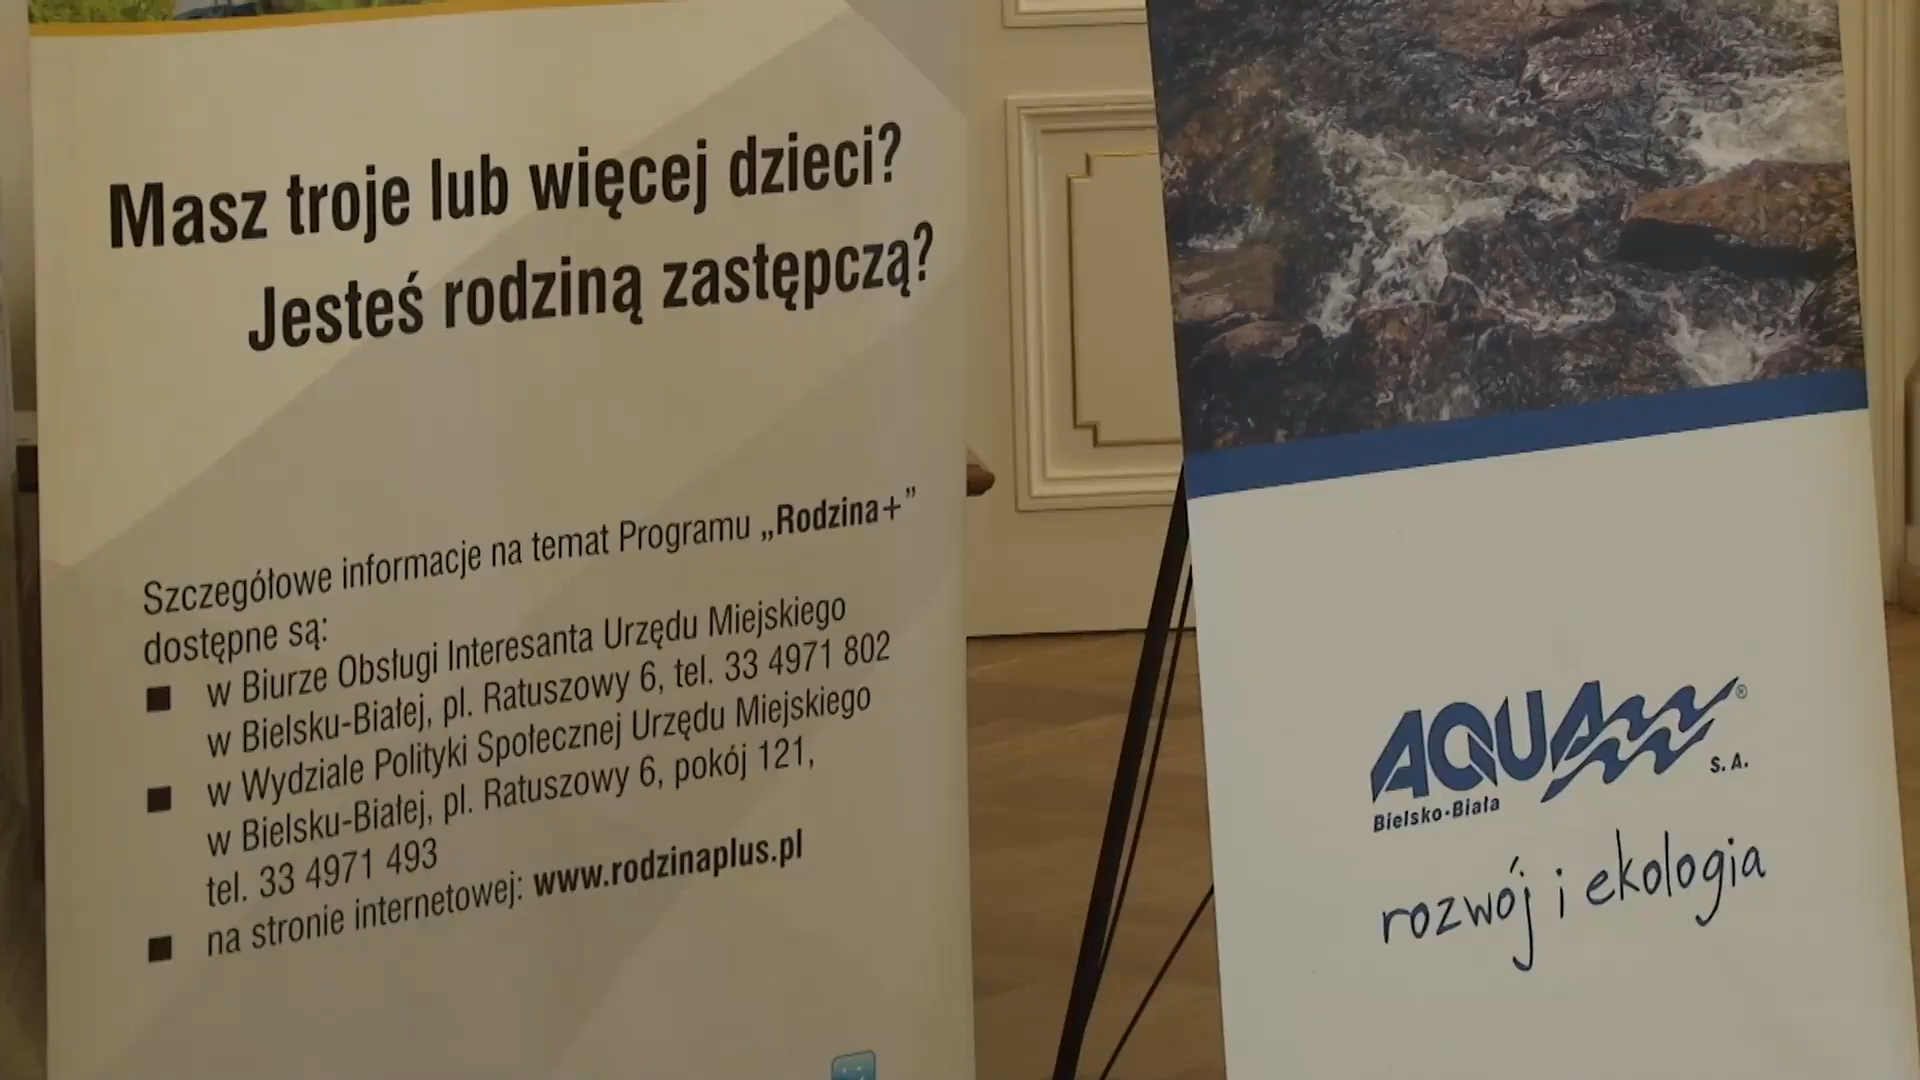 Masz troje lub więcej dzieci?
Jesteś rodziną zastępczą?
Szczegółowe informacje na temat Programu „Rodzina+”
dostępne są:
■ w Biurze Obsługi Interesanta Urzędu Miejskiego
w Bielsku-Białej, pl. Ratuszowy 6, tel. 33 4971 802
■ w Wydziale Polityki Społecznej Urzędu Miejskiego
w Bielsku-Białej, pl. Ratuszowy 6, pokój 121,
tel. 33 4971 493
■ na stronie internetowej: www.rodzinaplus.pl
AQUA ®
S.A.
Bielsko-Biała
rozwój i ekologia